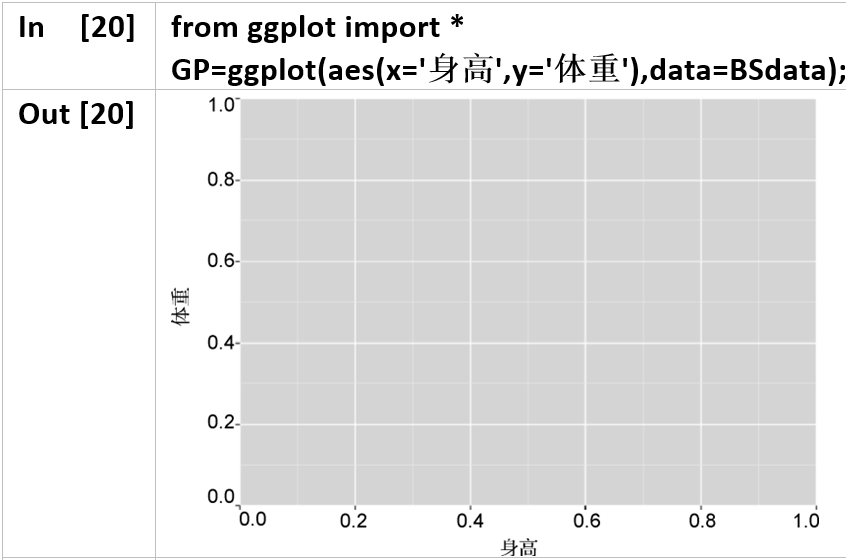 In [20]
from ggplot import *
GP=ggplot(aes(x='身高',y='体重'),data=BSdata);
Out [20]
1.0
0.8
0.6
0.4
0.2
0.0
体重
0.0 0.2 0.4 0.6 0.8 1.0
身高